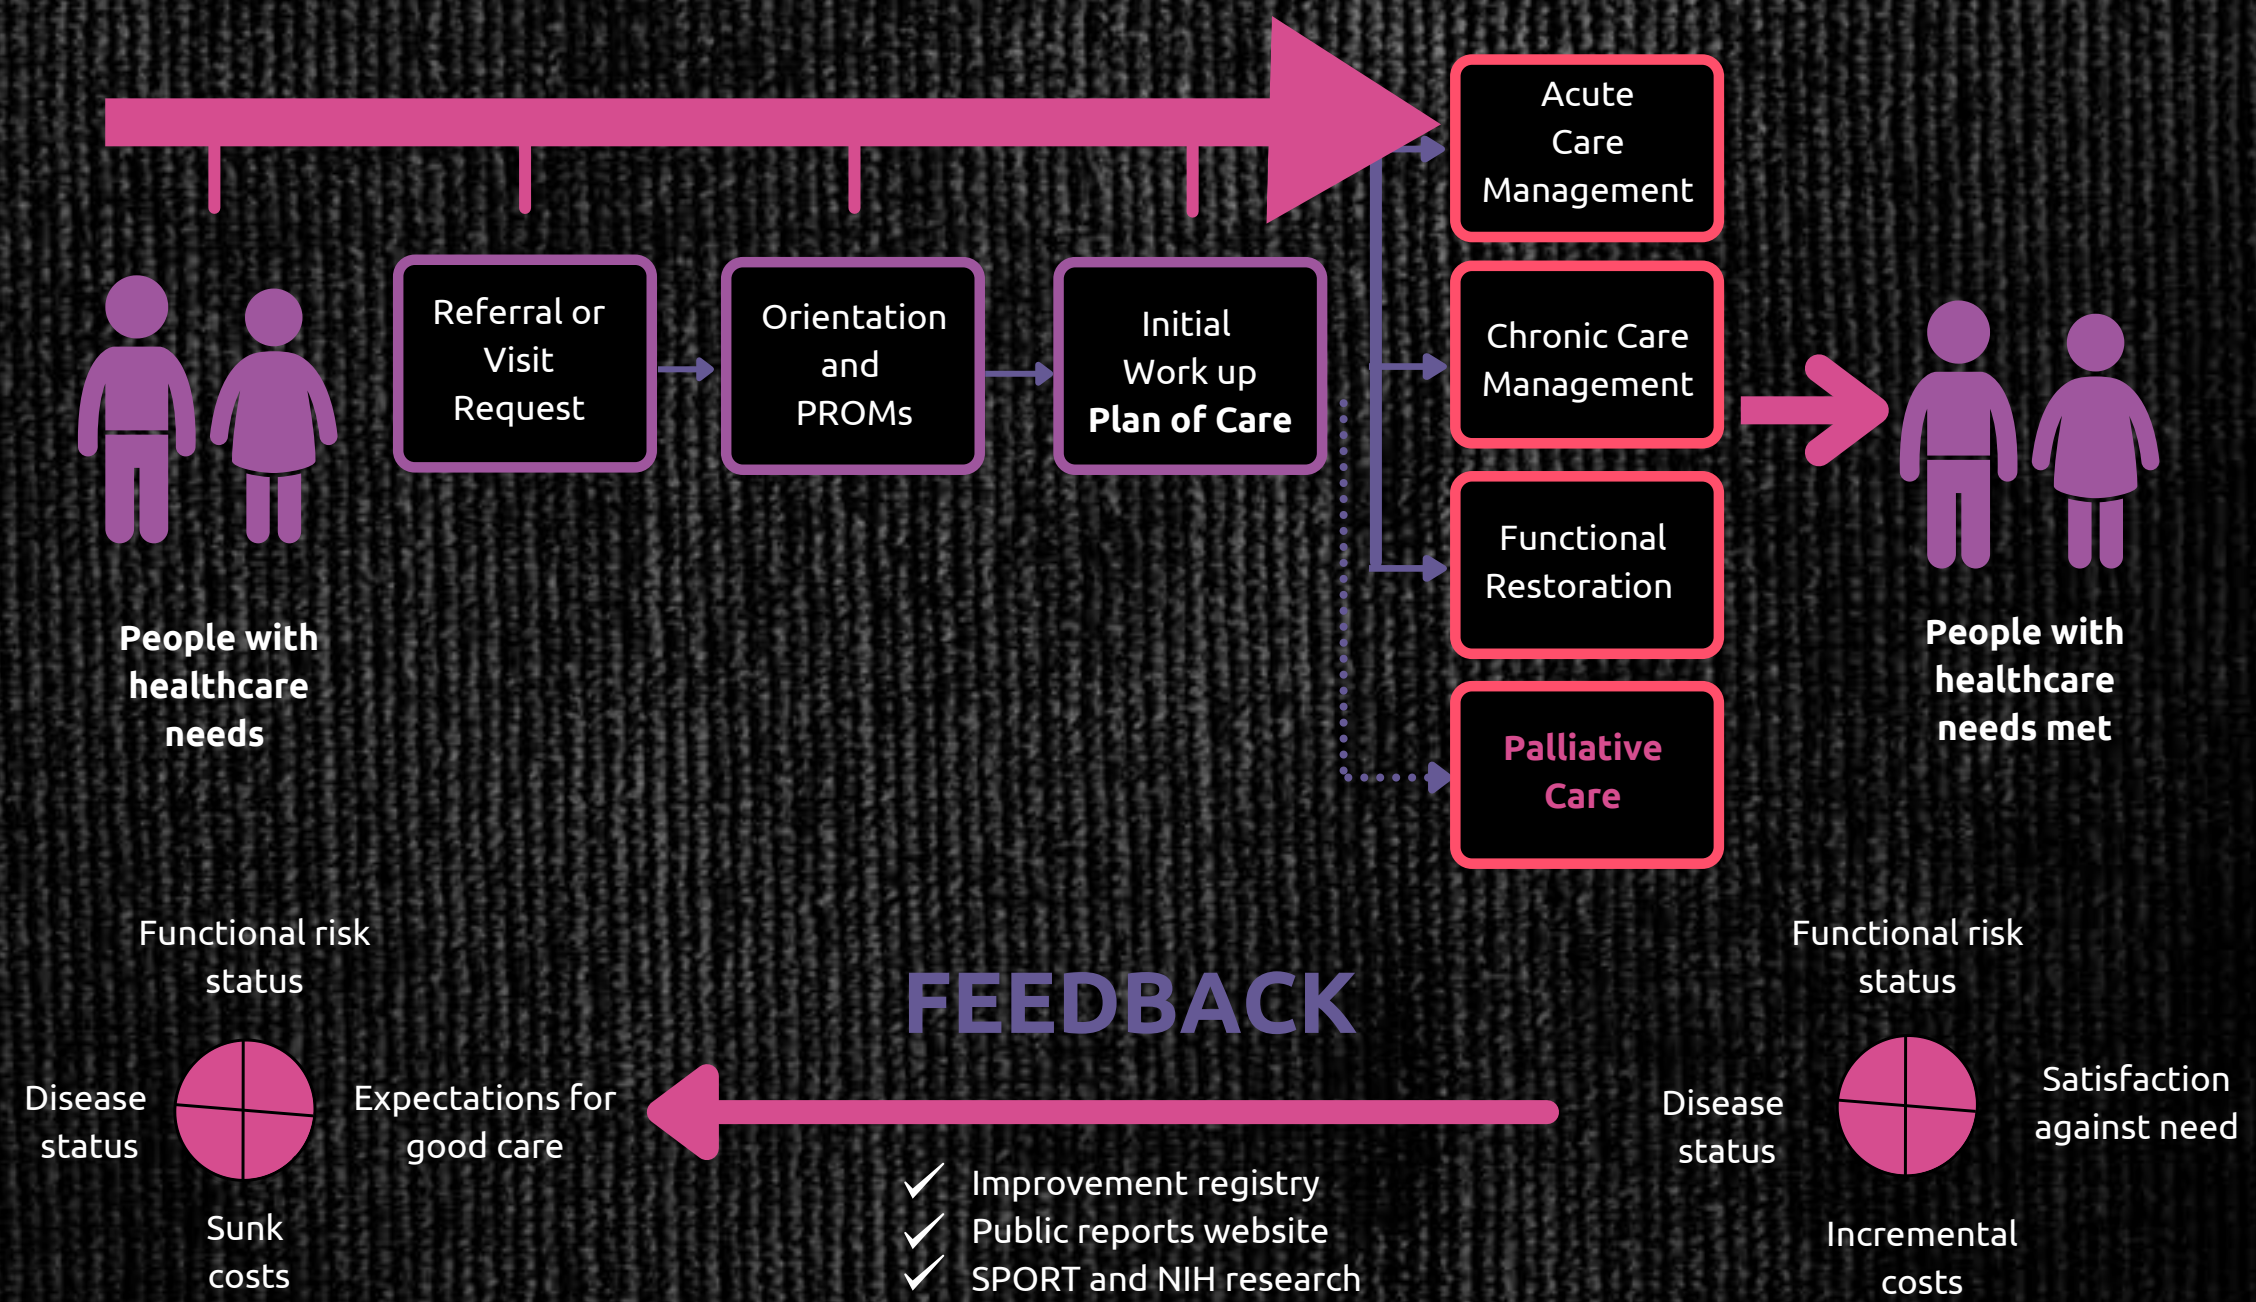 Acute
Care
Management
Referral or
Visit
Request
Orientation
and
PROMs
Initial
Work up
Plan of Care
Chronic Care
Management
Functional
Restoration
Palliative
Care
People with
healthcare
needs
People with
healthcare
needs met
Functional risk
status
Disease
status
Expectations for
good care
Sunk
costs
FEEDBACK
Improvement registry
Public reports website
SPORT and NIH research
Functional risk
status
Disease
status
Satisfaction
against need
Incremental
costs